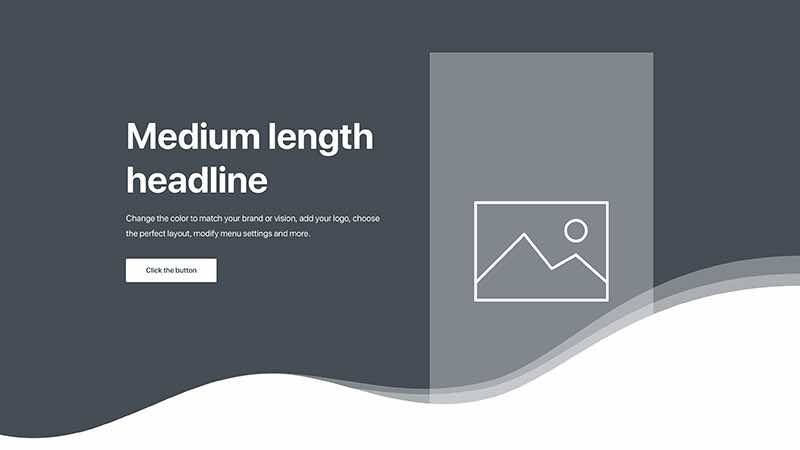 Medium length
headline
Change the color to match your brand or vision, add your logo, choose
the perfect layout, modify menu settings and more.
Click the button